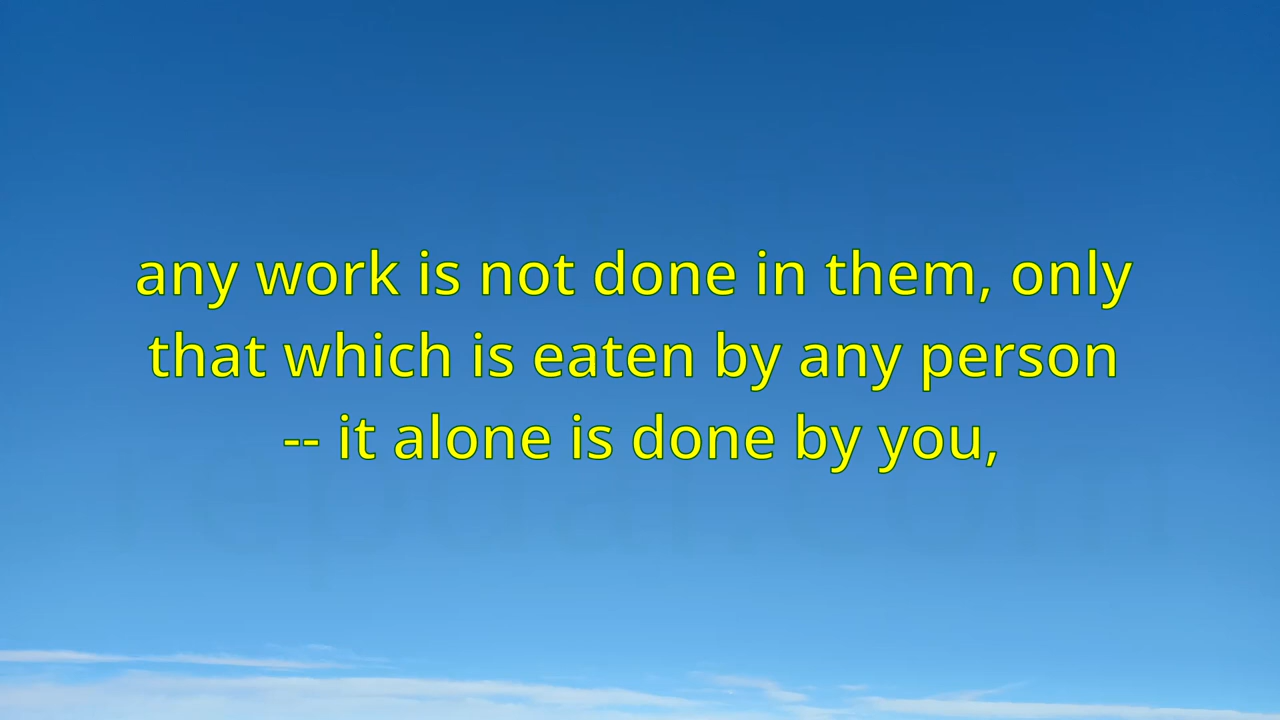 any work is not done in them, only
that which is eaten by any person
-- it alone is done by you,